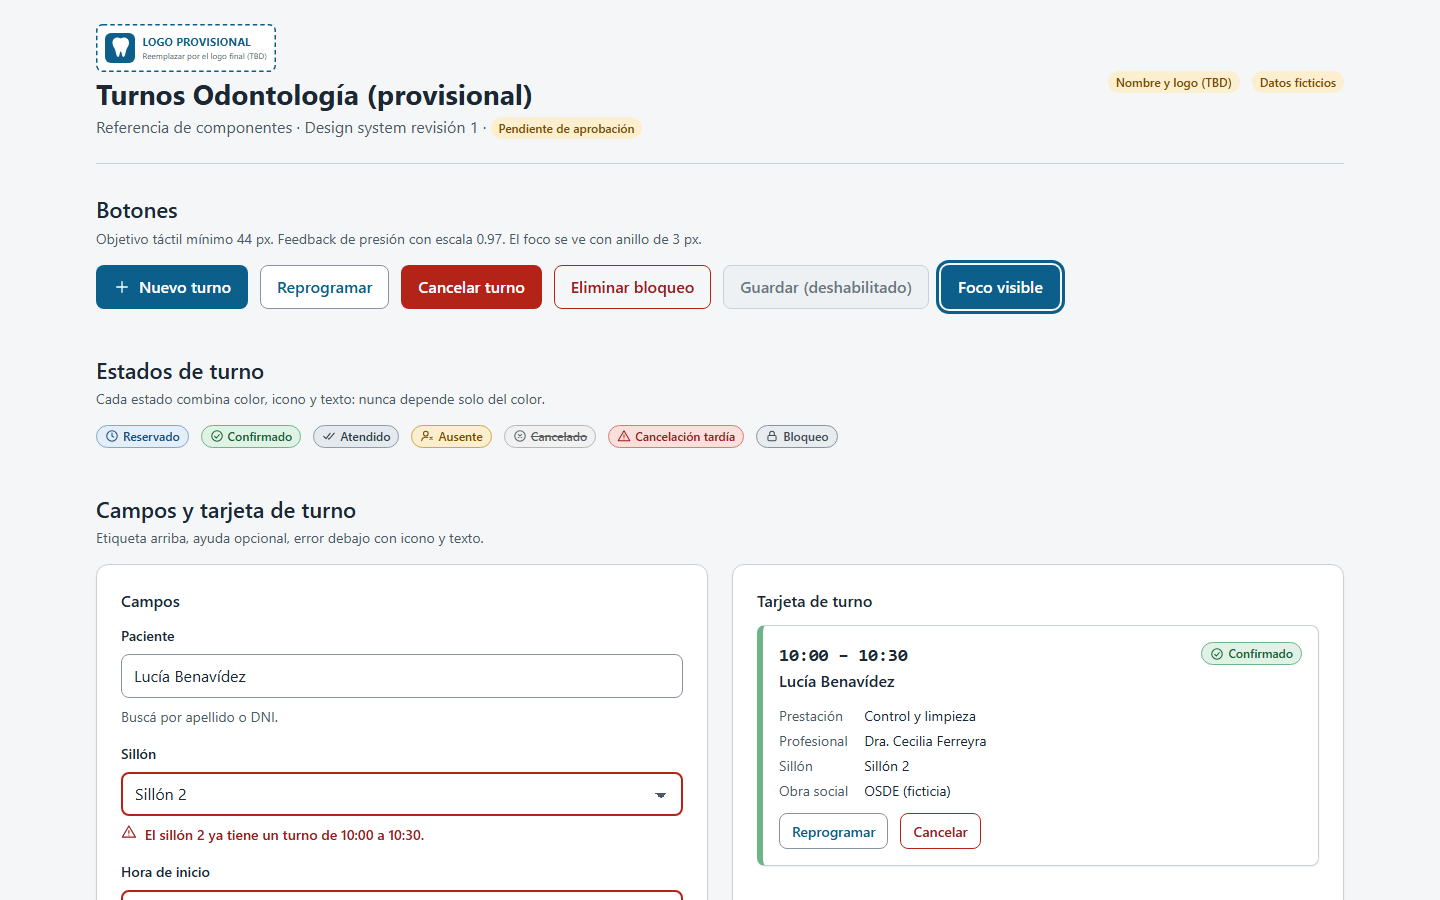 LOGO PROVISIONAL
Reemplazar por el logo final (TBD)
Turnos Odontología (provisional)
Referencia de componentes · Design system revisión 1 · Pendiente de aprobación
Nombre y logo (TBD) Datos ficticios
Botones
Objetivo táctil mínimo 44 px. Feedback de presión con escala 0.97. El foco se ve con anillo de 3 px.
Nuevo turno Reprogramar Cancelar turno Eliminar bloqueo Guardar (deshabilitado) Foco visible
Estados de turno
Cada estado combina color, icono y texto: nunca depende solo del color.
Reservado Confirmado Atendido Ausente Cancelado Cancelación tardía Bloqueo
Campos y tarjeta de turno
Etiqueta arriba, ayuda opcional, error debajo con icono y texto.
Campos
Paciente
Lucía Benavídez
Buscá por apellido o DNI.
Sillón
Sillón 2
El sillón 2 ya tiene un turno de 10:00 a 10:30.
Hora de inicio
Tarjeta de turno
10:00 – 10:30 Confirmado
Lucía Benavídez
Prestación Control y limpieza
Profesional Dra. Cecilia Ferreyra
Sillón Sillón 2
Obra social OSDE (ficticia)
Reprogramar Cancelar